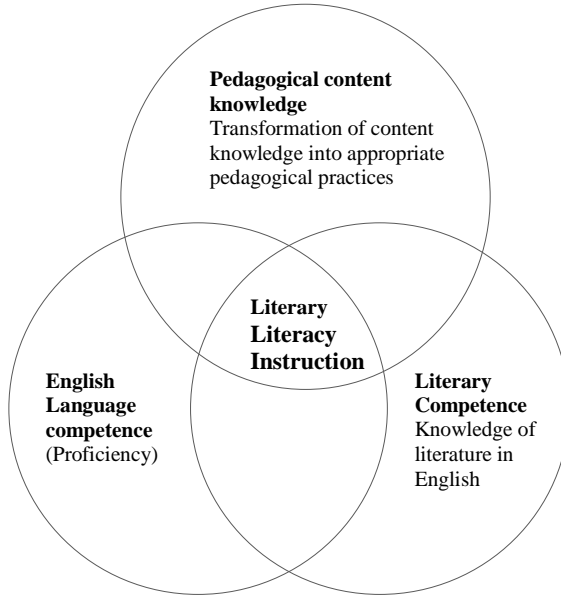 Pedagogical content
knowledge
Transformation of content
knowledge into appropriate
pedagogical practices
Literary
Literacy
Instruction
English
Language
competence
(Proficiency)
Literary
Competence
Knowledge of
literature in
English